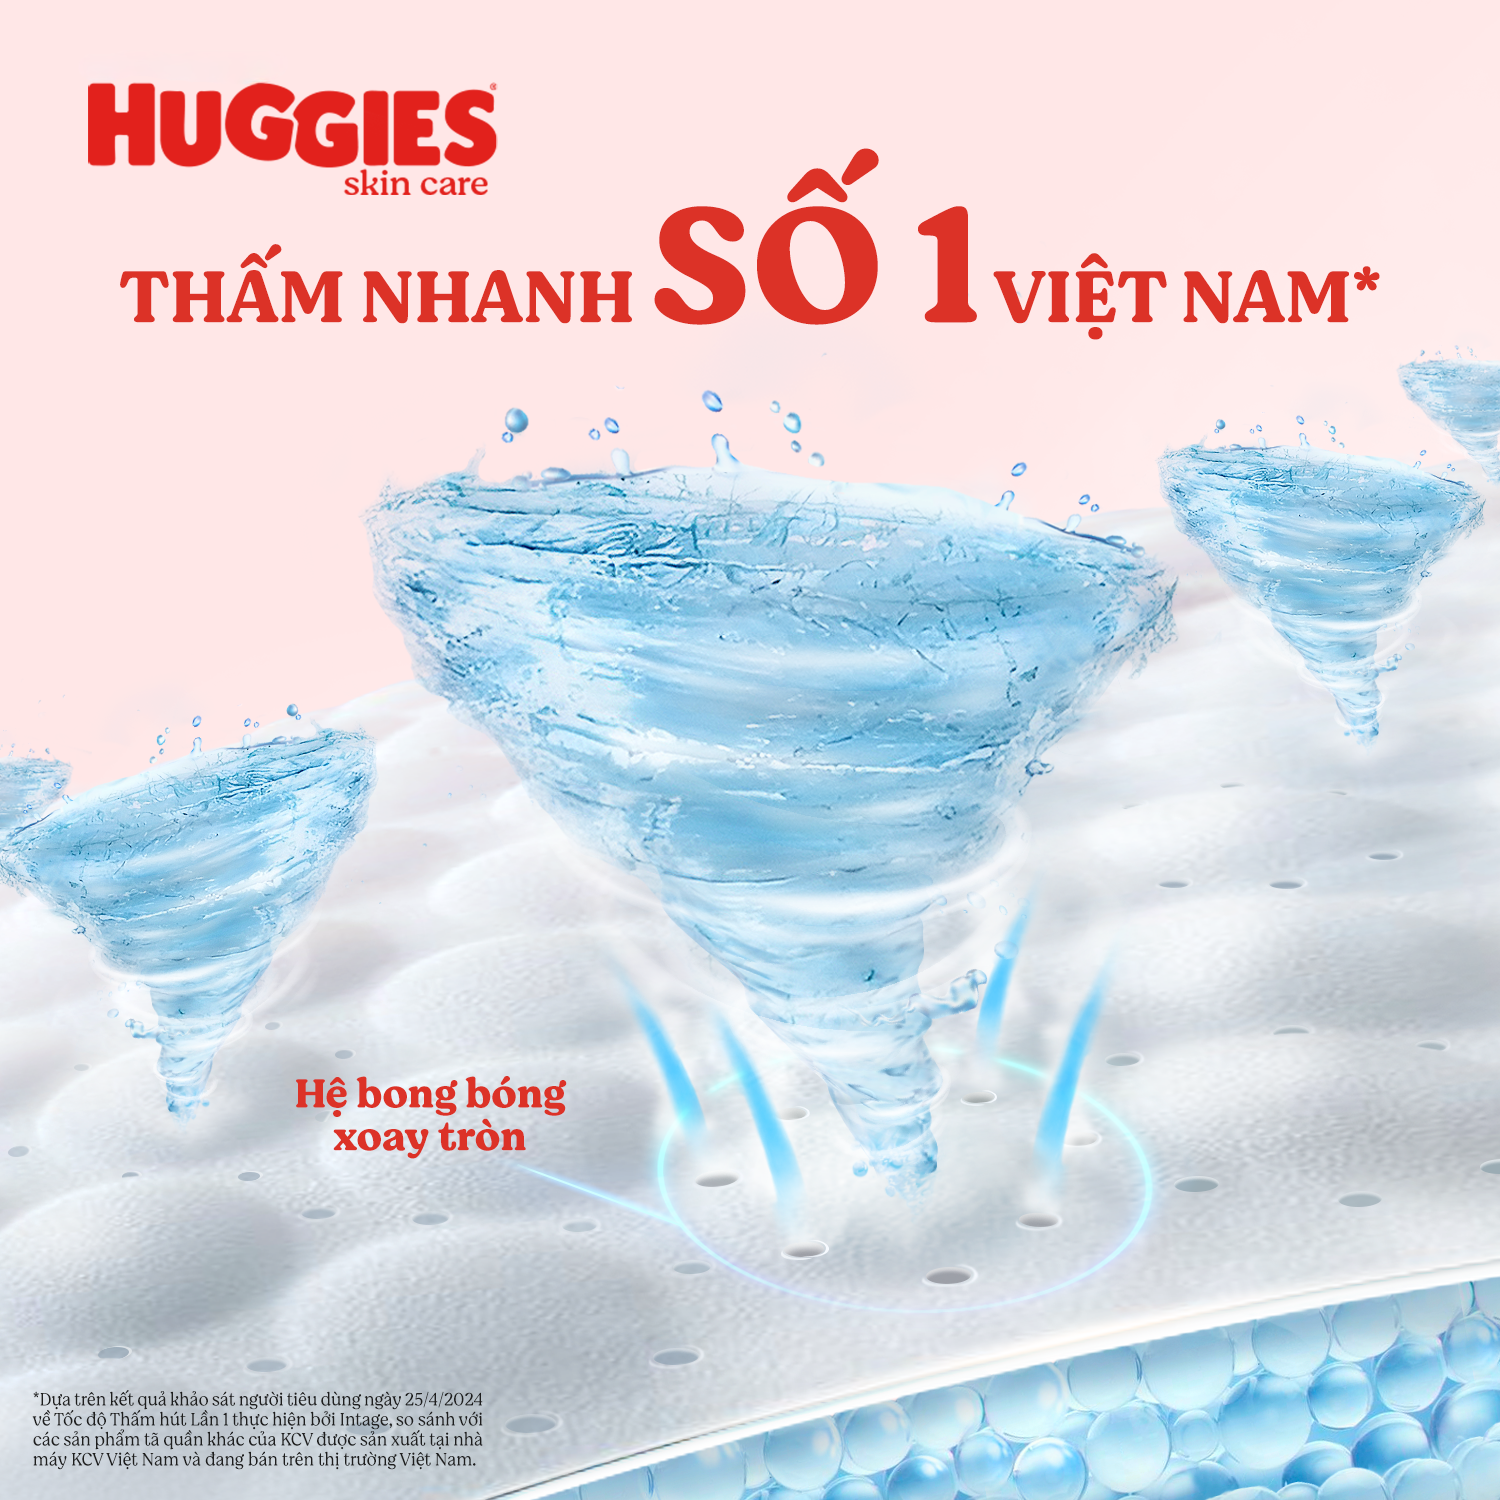 HUGGIES®
skin care
THẤM NHANH SỐ 1 VIỆT NAM*
Hệ bong bóng
xoay tròn
*Dựa trên kết quả khảo sát người tiêu dùng ngày 25/4/2024
về Tốc độ Thấm hút Lần 1 thực hiện bởi Intage, so sánh với
các sản phẩm tã quần khác của KCV được sản xuất tại nhà
máy KCV Việt Nam và đang bán trên thị trường Việt Nam.